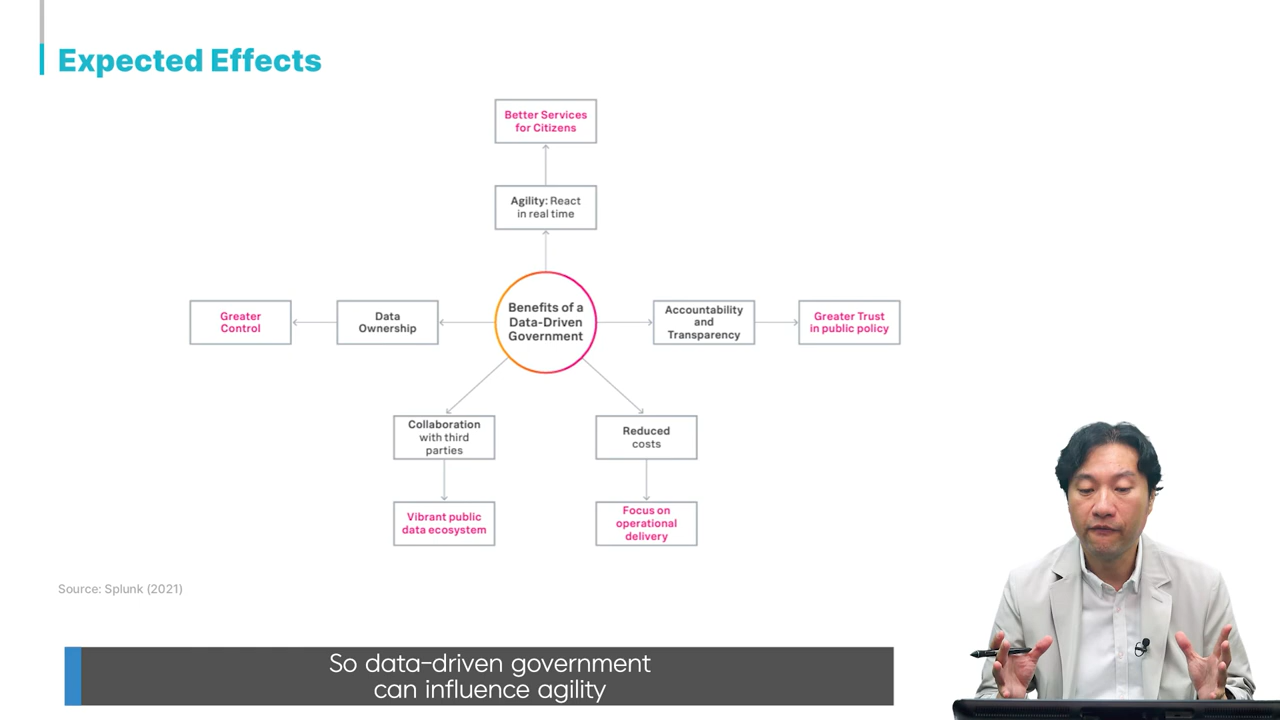 Expected Effects
Better Services
for Citizens
Agility: React
in real time
Greater
Control
Data
Ownership
Benefits of a
Data-Driven
Government
Accountability
and
Transparency
Greater Trust
in public policy
Collaboration
with third
parties
Reduced
costs
Vibrant public
data ecosystem
Focus on
operational
delivery
Source: Splunk (2021)
So data-driven government
can influence agility